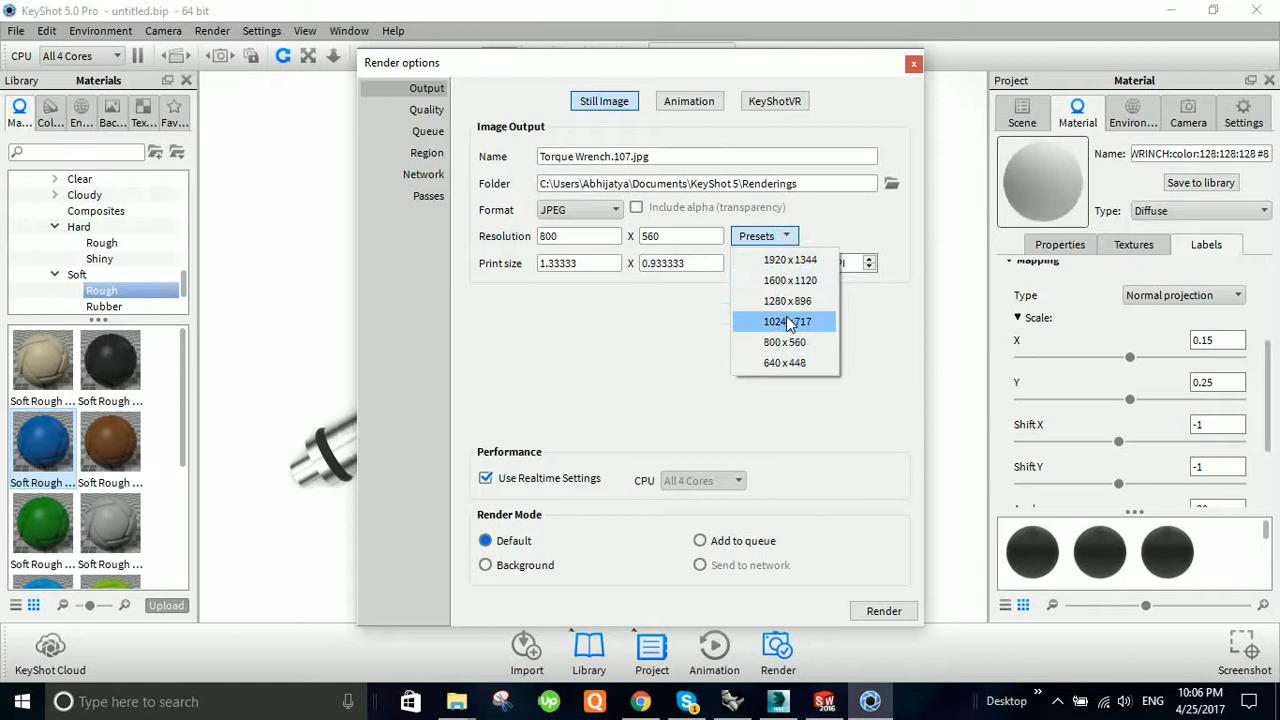 KeyShot 5.0 Pro - untitled.bip - 64 bit
File Edit Environment Camera Render Settings View Window Help
CPU All 4 Cores
Library Materials
Ma... Col... En... Bac... Tex... Fav...
Clear
Cloudy
Composites
Hard
Rough
Shiny
Soft
Rough
Rubber
Soft Rough ... Soft Rough ...
Soft Rough ... Soft Rough ...
Soft Rough ... Soft Rough ...
Upload
Render options
Output
Quality
Queue
Region
Network
Passes
Still Image Animation KeyShotVR
Image Output
Name Torque Wrench.107.jpg
Folder C:\Users\Abhijatya\Documents\KeyShot 5\Renderings
Format JPEG Include alpha (transparency)
Resolution 800 X 560 Presets
Print size 1.33333 X 0.933333
1920 x 1344
1600 x 1120
1280 x 896
1024 717
800 x 560
640 x 448
Performance
Use Realtime Settings CPU All 4 Cores
Render Mode
Default Add to queue
Background Send to network
Render
Project Material
Scene Material Environ... Camera Settings
Name: WRINCH:color:128:128:128 #8
Save to library
Type: Diffuse
Properties Textures Labels
Mapping
Type Normal projection
Scale:
X 0.15
Y 0.25
Shift X -1
Shift Y -1
KeyShot Cloud Import Library Project Animation Render Screenshot
Type here to search
Desktop ENG 10:06 PM
4/25/2017